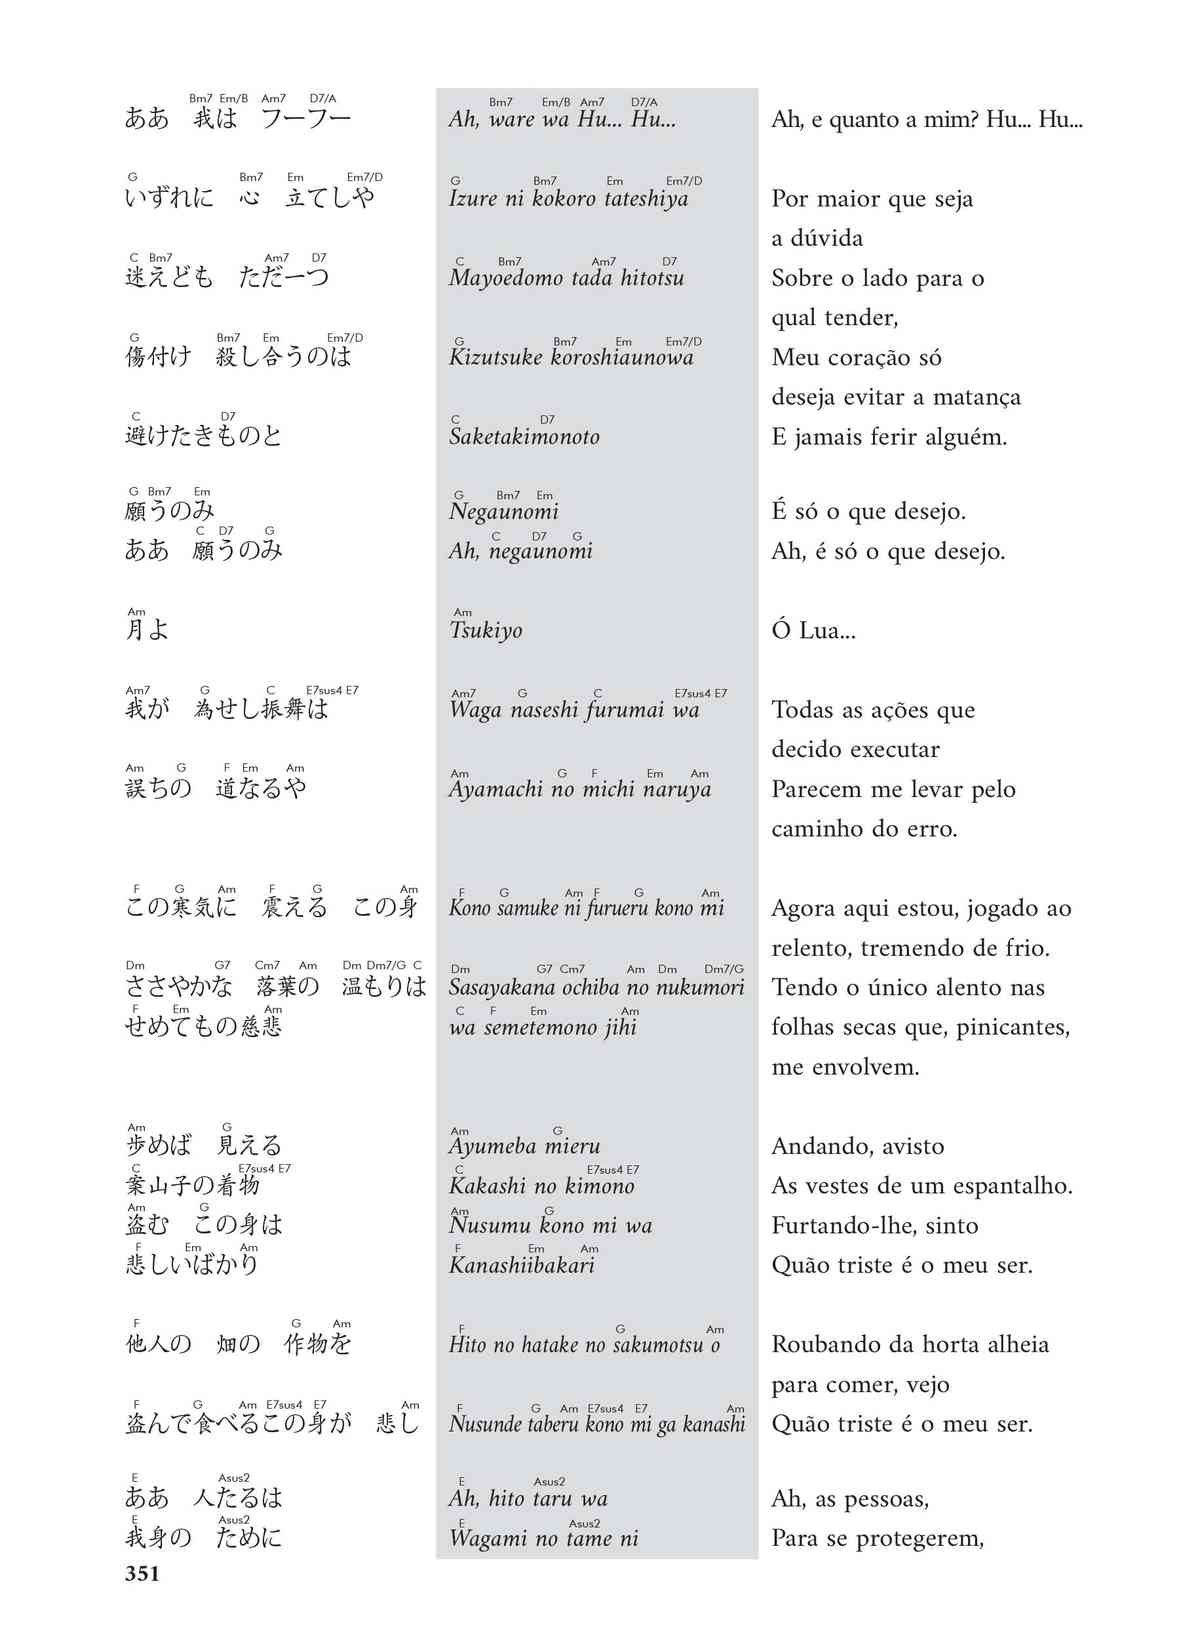 Bm7 Em/B Am7 D7/A
ああ 我は フーフー
G Bm7 Em Em7/D
いずれに 心 立てしや
C Bm7 Am7 D7
迷えども ただ一つ
G Bm7 Em Em7/D
傷付け 殺し合うのは
C D7
避けたきものと
G Bm7 Em
願うのみ
C D7 G
ああ 願うのみ
Am
月よ
Am7 G C E7sus4 E7
我が 為せし振舞は
Am G F Em Am
誤ちの 道なるや
F G Am F G Am
この寒気に 震える この身
Dm G7 Cm7 Am Dm Dm7/G C
ささやかな 落葉の 温もりは
F Em Am
せめてもの慈悲
Am G
歩めば 見える
C E7sus4 E7
案山子の着物
Am G
盗む この身は
F Em Am
悲しいばかり
F G Am
他人の 畑の 作物を
F G Am E7sus4 E7 Am
盗んで食べるこの身が 悲し
E Asus2
ああ 人たるは
E Asus2
我身の ために
Bm7 Em/B Am7 D7/A
Ah, ware wa Hu... Hu...
G Bm7 Em Em7/D
Izure ni kokoro tateshiya
C Bm7 Am7 D7
Mayoedomo tada hitotsu
G Bm7 Em Em7/D
Kizutsuke koroshiaunowa
C D7
Saketakimonoto
G Bm7 Em
Negaunomi
C D7 G
Ah, negaunomi
Am
Tsukiyo
Am7 G C E7sus4 E7
Waga naseshi furumai wa
Am G F Em Am
Ayamachi no michi naruya
F G Am F G Am
Kono samuke ni furueru kono mi
Dm G7 Cm7 Am Dm Dm7/G
Sasayakana ochiba no nukumori
C F Em Am
wa semetemono jihi
Am G
Ayumeba mieru
C E7sus4 E7
Kakashi no kimono
Am G
Nusumu kono mi wa
F Em Am
Kanashiibakari
F G Am
Hito no hatake no sakumotsu o
F G Am E7sus4 E7 Am
Nusunde taberu kono mi ga kanashi
E Asus2
Ah, hito taru wa
E Asus2
Wagami no tame ni
Ah, e quanto a mim? Hu... Hu...
Por maior que seja
a dúvida
Sobre o lado para o
qual tender,
Meu coração só
deseja evitar a matança
E jamais ferir alguém.
É só o que desejo.
Ah, é só o que desejo.
Ó Lua...
Todas as ações que
decido executar
Parecem me levar pelo
caminho do erro.
Agora aqui estou, jogado ao
relento, tremendo de frio.
Tendo o único alento nas
folhas secas que, pinicantes,
me envolvem.
Andando, avisto
As vestes de um espantalho.
Furtando-lhe, sinto
Quão triste é o meu ser.
Roubando da horta alheia
para comer, vejo
Quão triste é o meu ser.
Ah, as pessoas,
Para se protegerem,
351